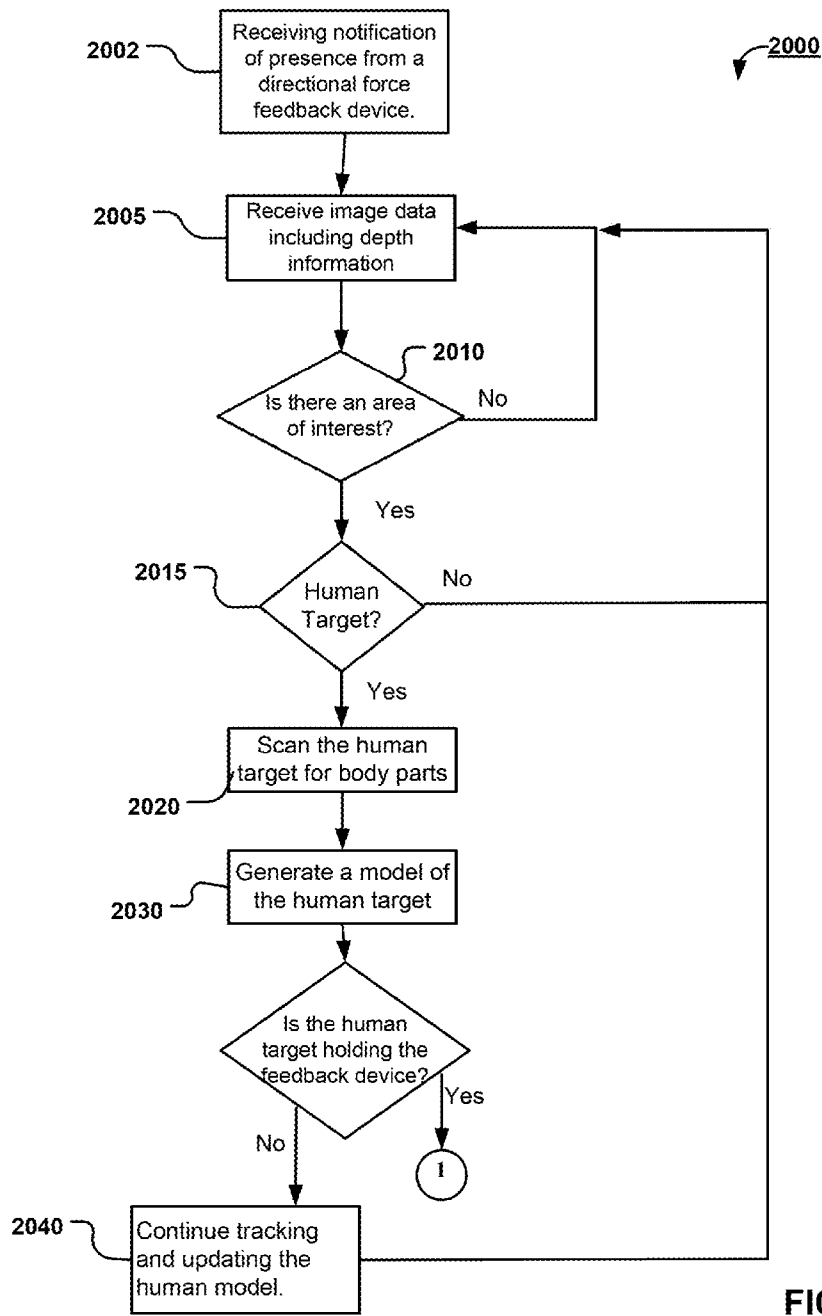 2002
Receiving notification
of presence from a
directional force
feedback device.
2000
2005
Receive image data
including depth
information
2010
Is there an area
of interest?
No
Yes
2015
Human
Target?
No
Yes
Scan the human
target for body parts
2020
Generate a model of
the human target
2030
Is the human
target holding the
feedback device?
Yes
No
1
2040
Continue tracking
and updating the
human model.